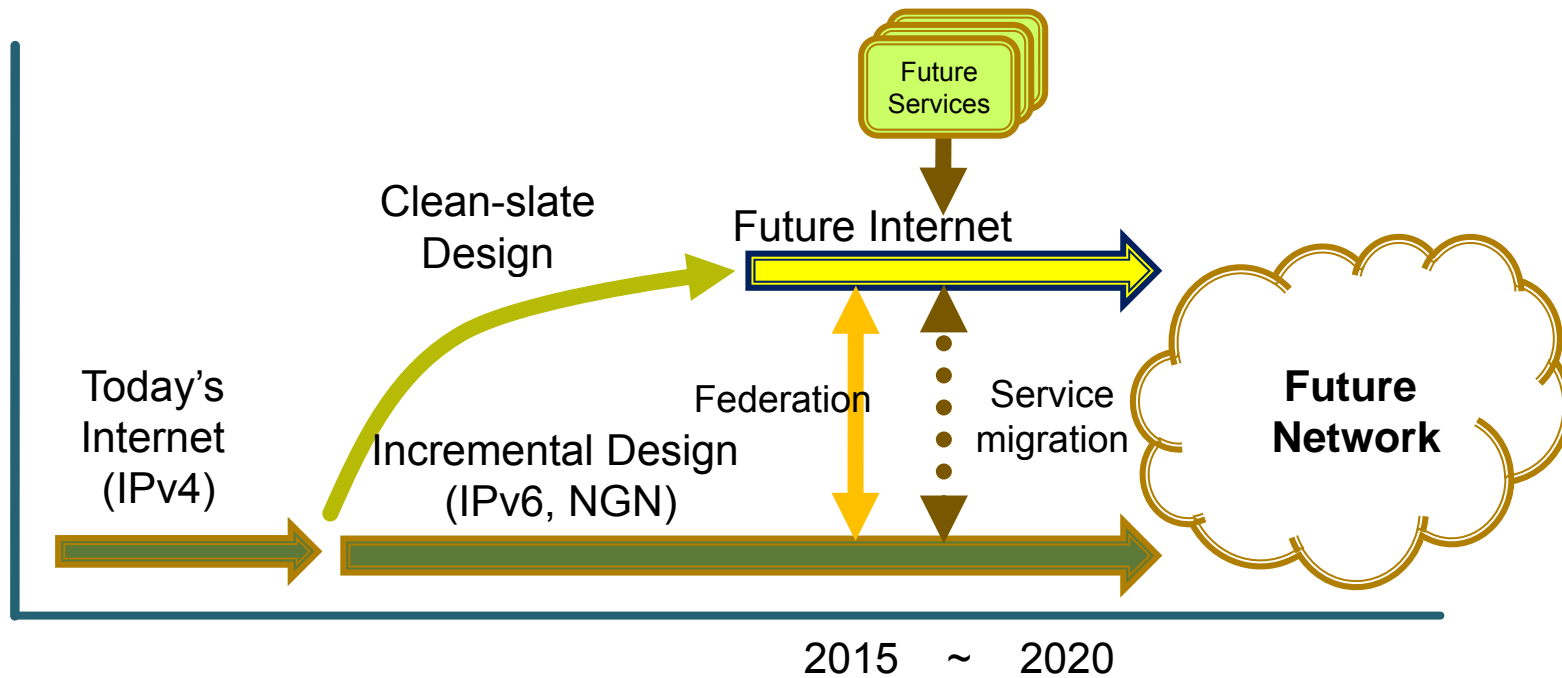 Future
Services
Clean-slate
Design
Future Internet
Today’s
Internet
(IPv4)
Incremental Design
(IPv6, NGN)
Federation
Service
migration
Future
Network
2015 ~ 2020